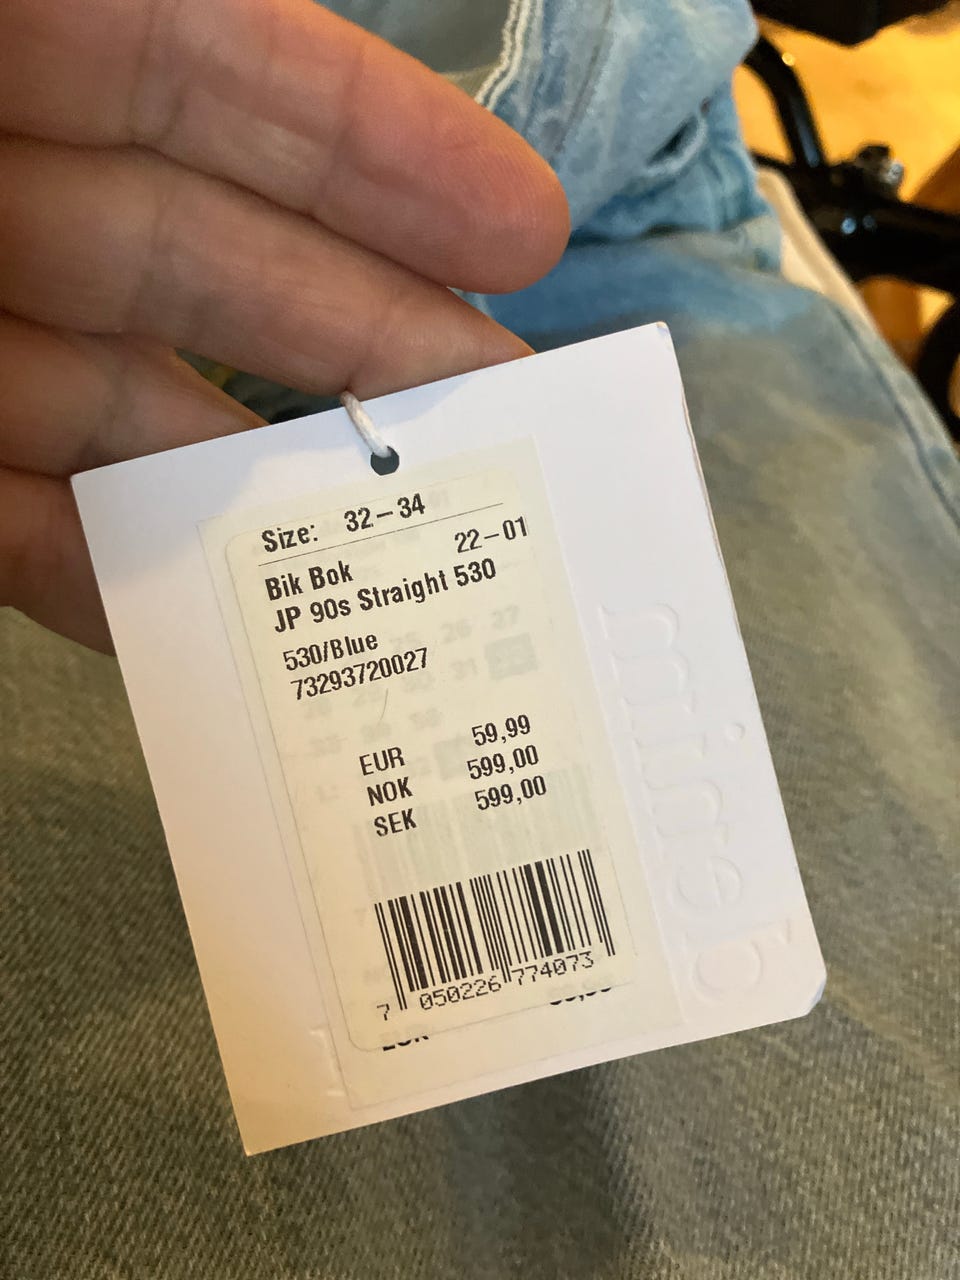 Size: 32-34
22-01
Bik Bok
JP 90s Straight 530
530/Blue
73293720027
EUR 59,99
NOK 599,00
SEK 599,00
7 050226 774073